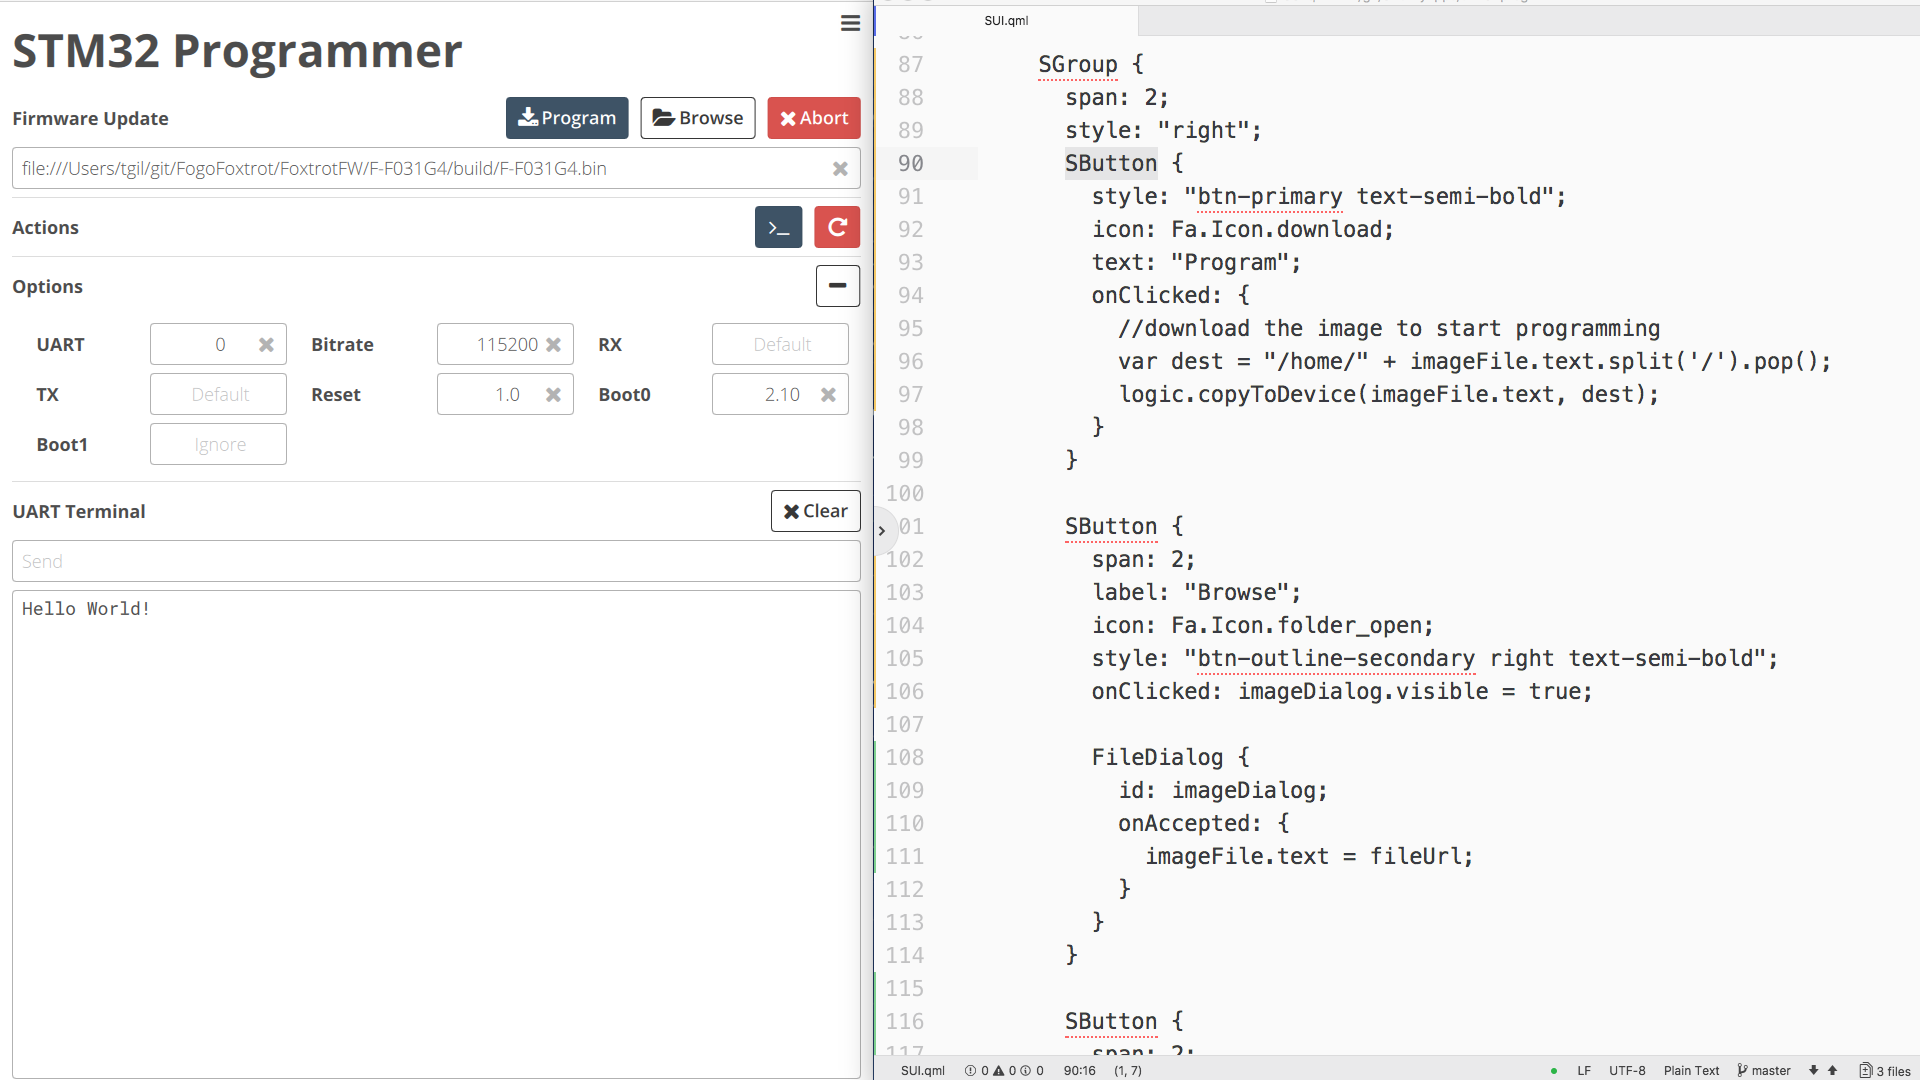 STM32 Programmer
Firmware Update
Program
Browse
Abort
file:///Users/tgil/git/FogoFoxtrot/FoxtrotFW/F-F031G4/build/F-F031G4.bin
Actions
>_
Options
UART 0 Bitrate 115200 RX Default
TX Default Reset 1.0 Boot0 2.10
Boot1 Ignore
UART Terminal
Clear
Send
Hello World!
SUI.qml
87 SGroup {
88 span: 2;
89 style: "right";
90 SButton {
91 style: "btn-primary text-semi-bold";
92 icon: Fa.Icon.download;
93 text: "Program";
94 onClicked: {
95 //download the image to start programming
96 var dest = "/home/" + imageFile.text.split('/').pop();
97 logic.copyToDevice(imageFile.text, dest);
98 }
99 }
100
01 SButton {
102 span: 2;
103 label: "Browse";
104 icon: Fa.Icon.folder_open;
105 style: "btn-outline-secondary right text-semi-bold";
106 onClicked: imageDialog.visible = true;
107
108 FileDialog {
109 id: imageDialog;
110 onAccepted: {
111 imageFile.text = fileUrl;
112 }
113 }
114 }
115
116 SButton {
117 span: 2;
SUI.qml 0 0 0 90:16 (1, 7) LF UTF-8 Plain Text master 3 files